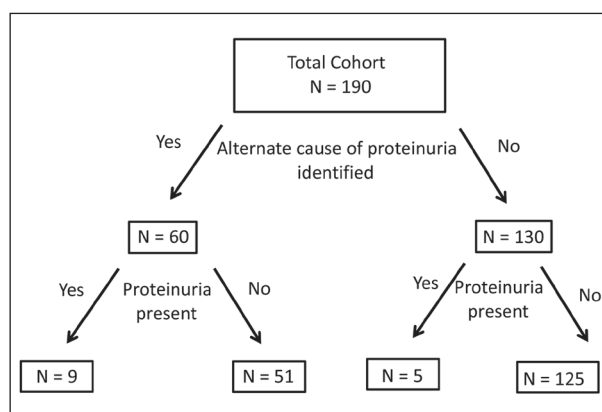 Total Cohort
N = 190
Yes
Alternate cause of proteinuria
identified
No
N = 60
N = 130
Yes
Proteinuria
present
No
Yes
Proteinuria
present
No
N = 9
N = 51
N = 5
N = 125